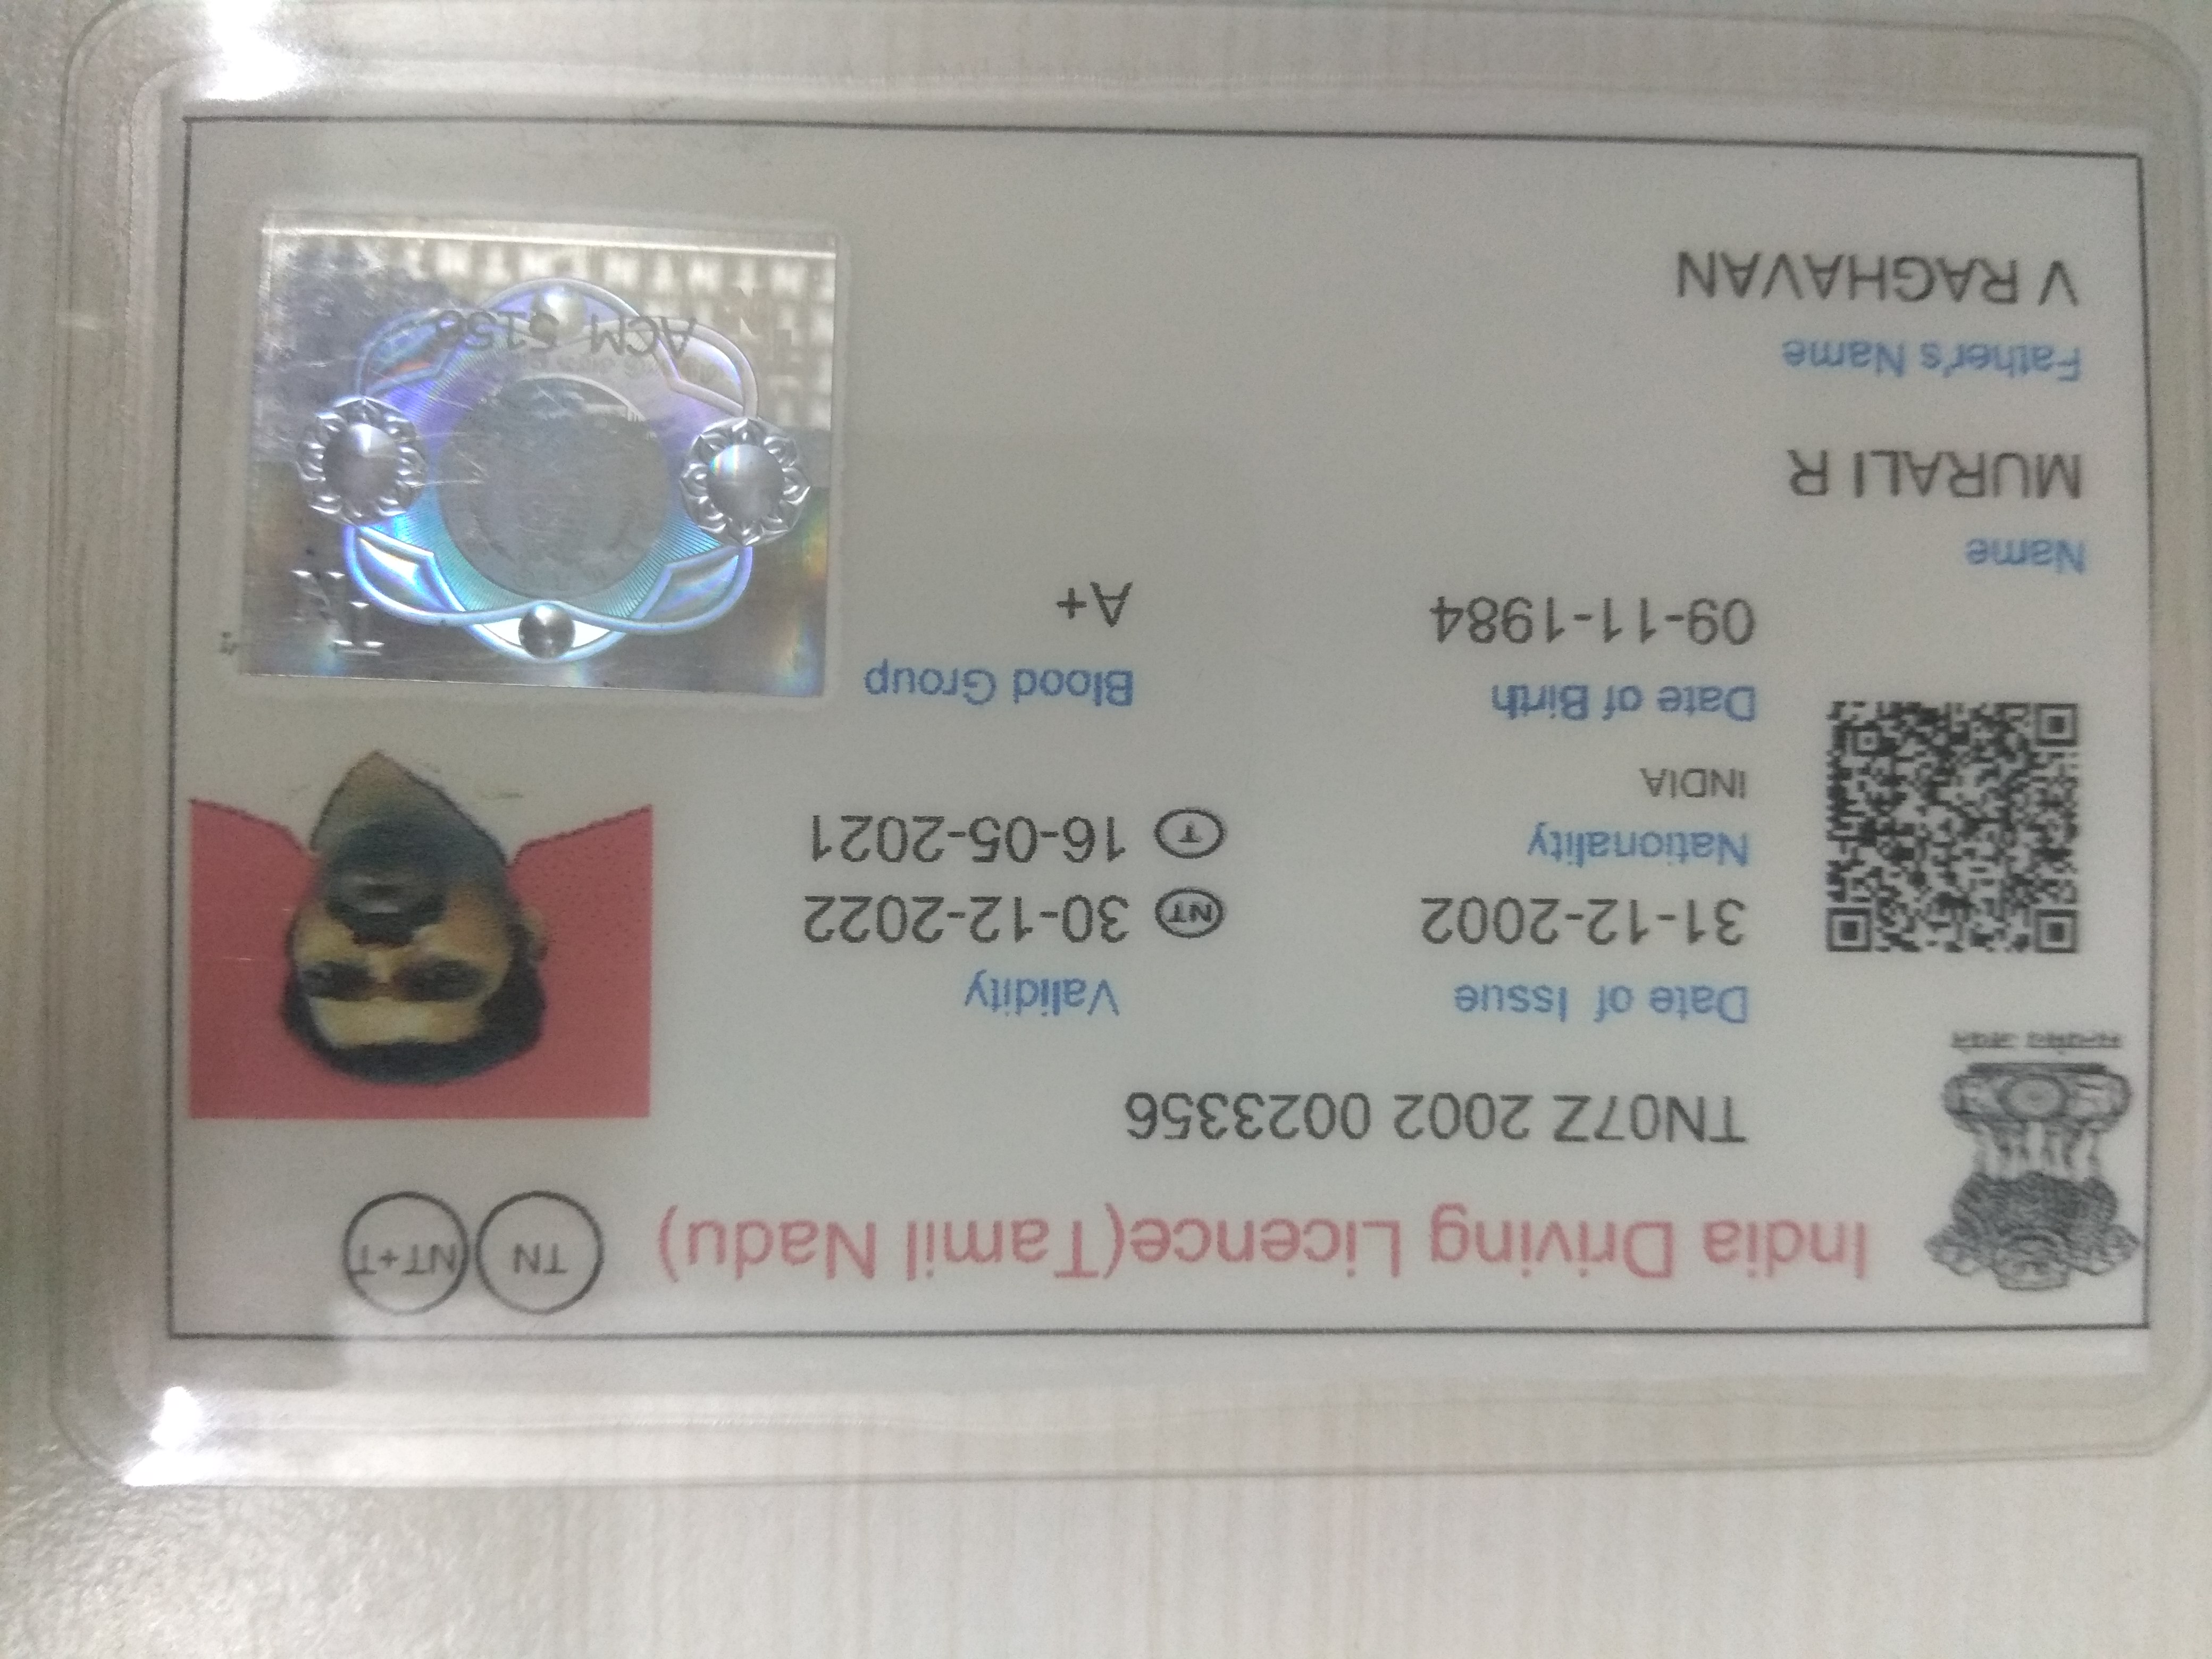 India Driving Licence(Tamil Nadu)
TN
NT+T
TN07Z 2002 0023356
Date of Issue
Validity
31-12-2002
NT 30-12-2022
Nationality
T 16-05-2021
INDIA
Date of Birth
Blood Group
09-11-1984
A+
Name
MURALI R
Father's Name
V RAGHAVAN
TN
ACM 5156